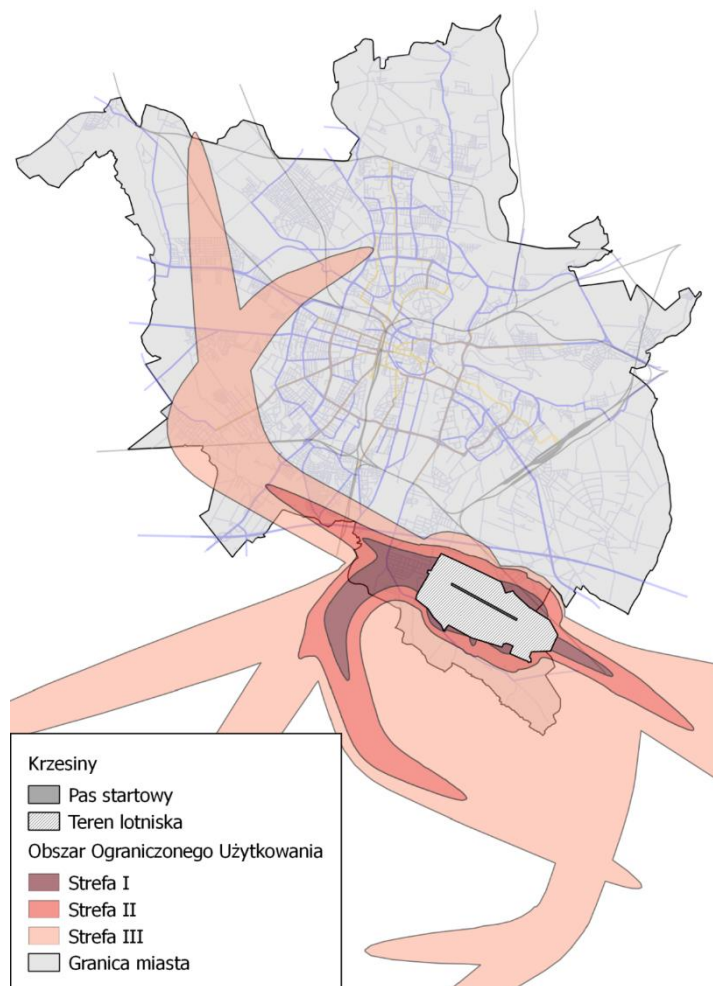 Krzesiny
Pas startowy
Teren lotniska
Obszar Ograniczonego Użytkowania
Strefa I
Strefa II
Strefa III
Granica miasta